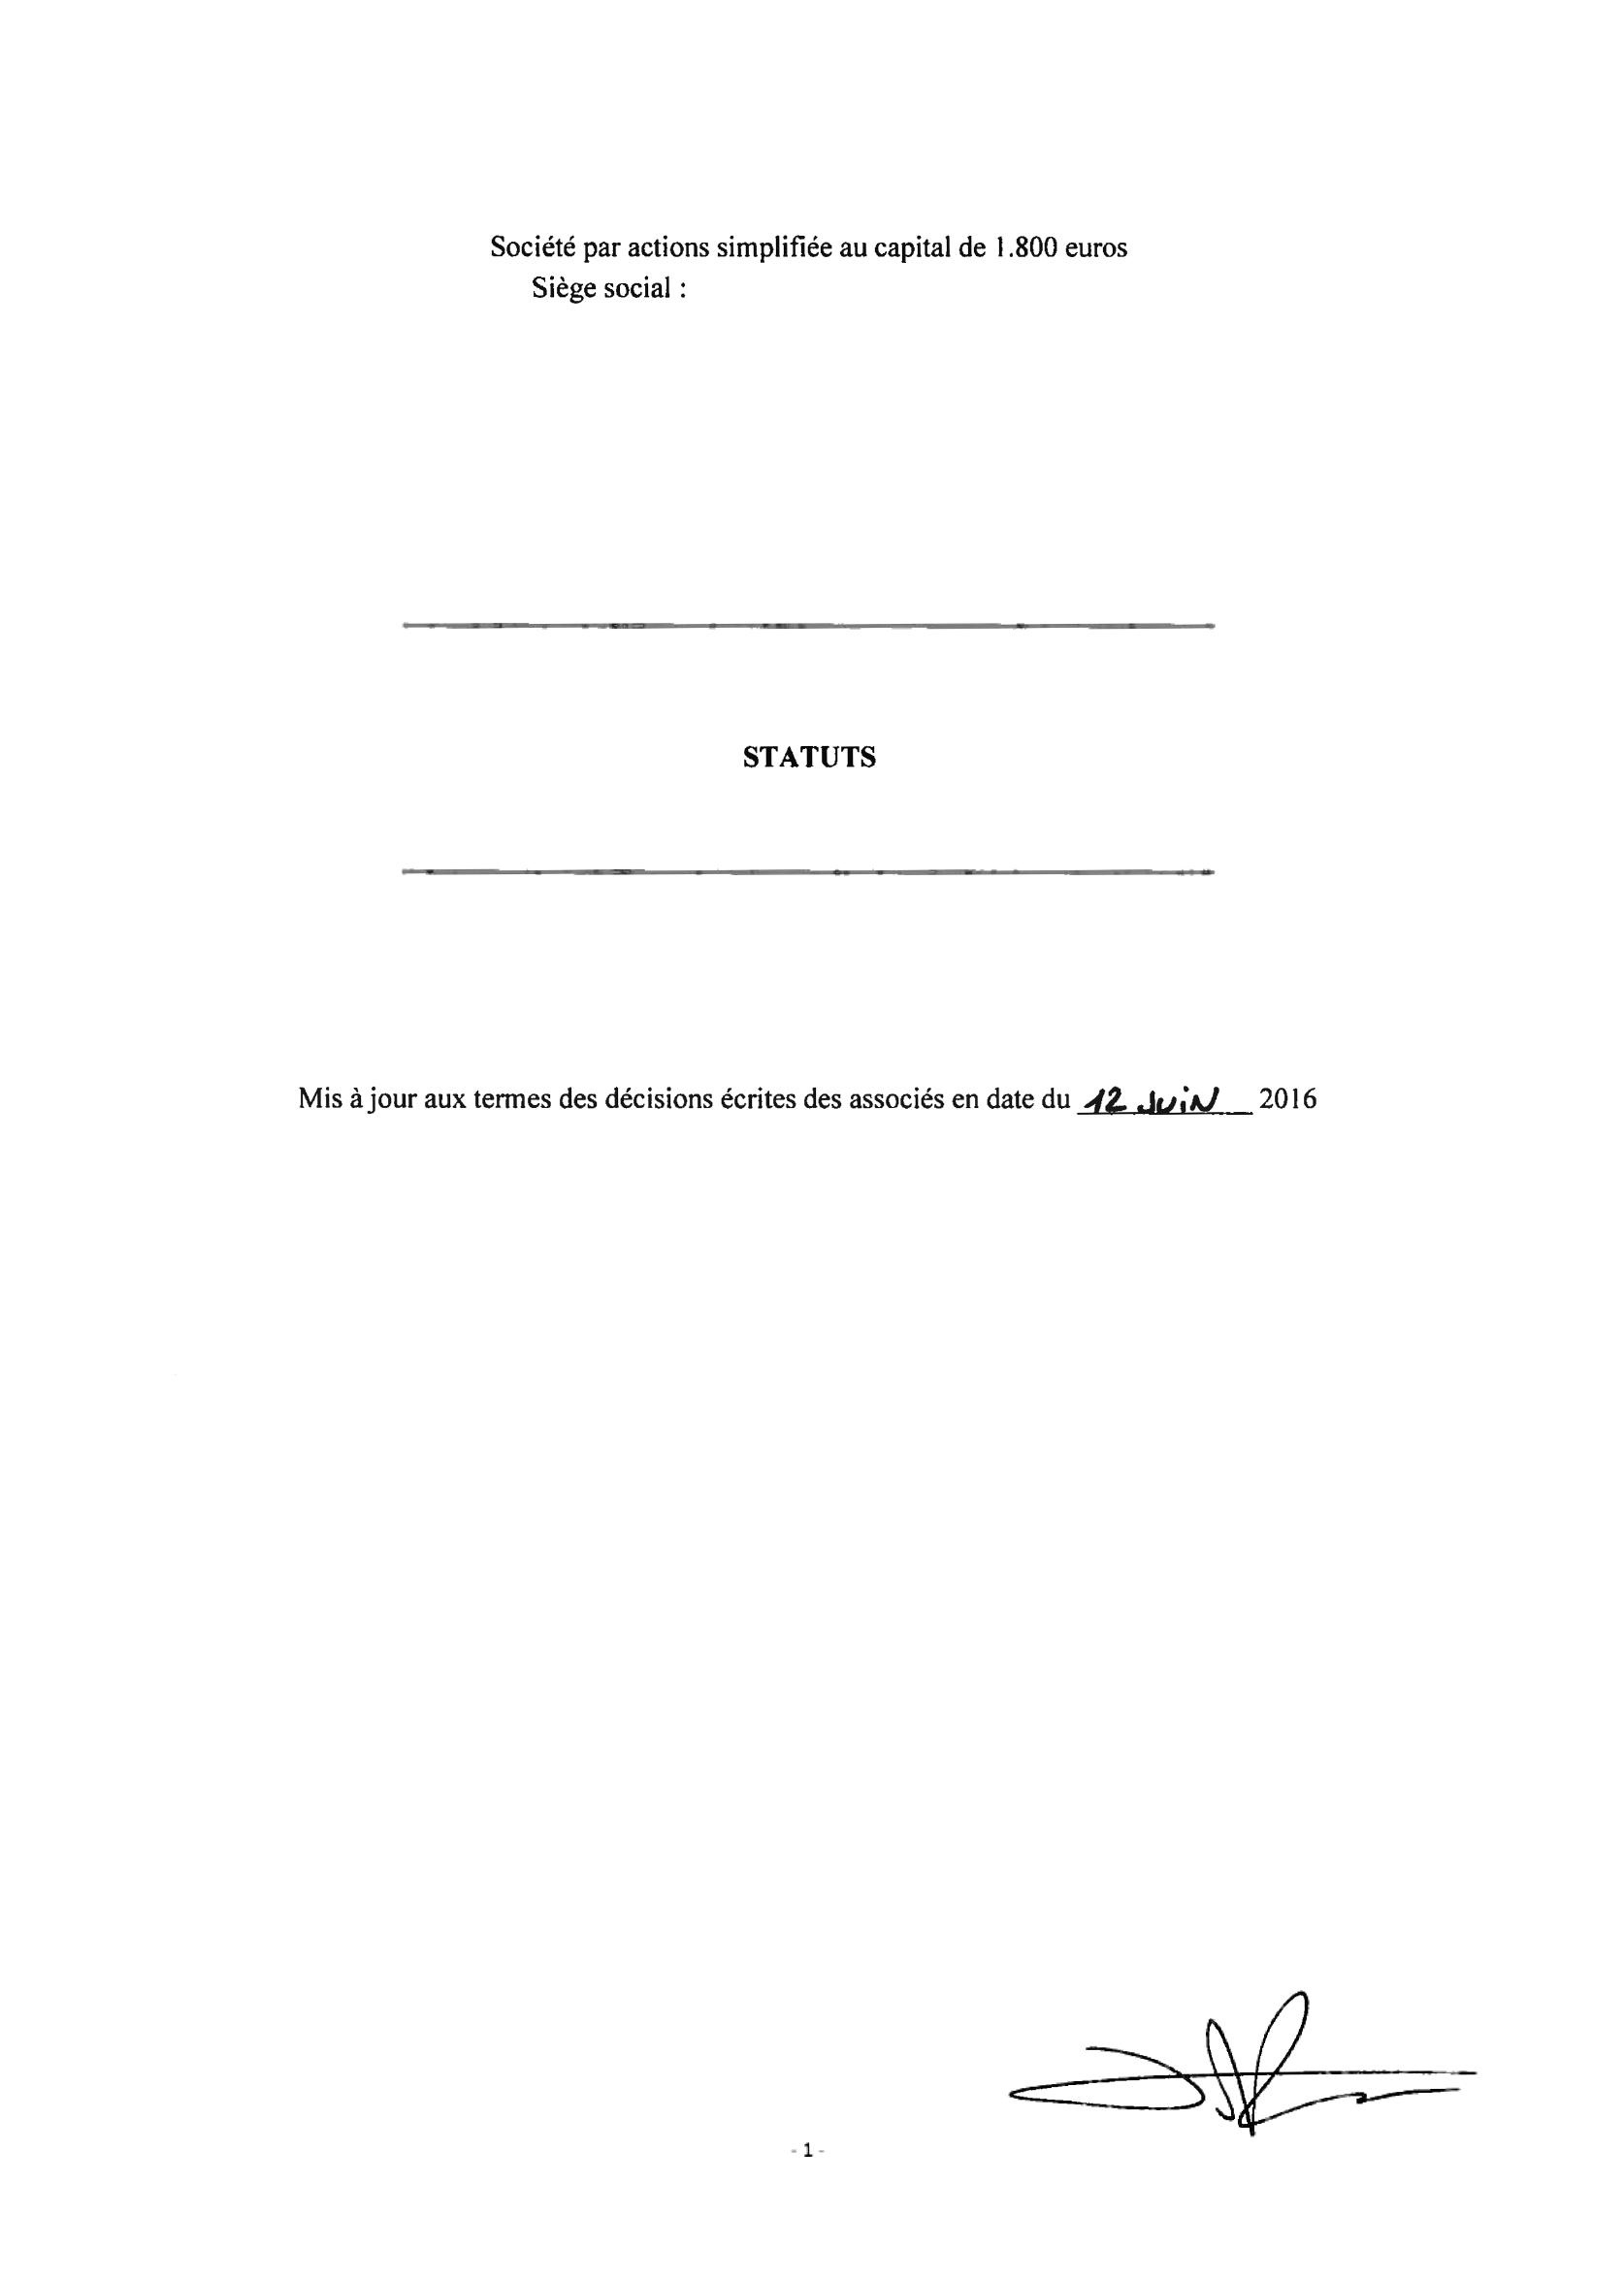 Société par actions simplifiée au capital de 1.800 euros
Siège social :
STATUTS
Mis à jour aux termes des décisions écrites des associés en date du 12 JUiN 2016
- 1 -